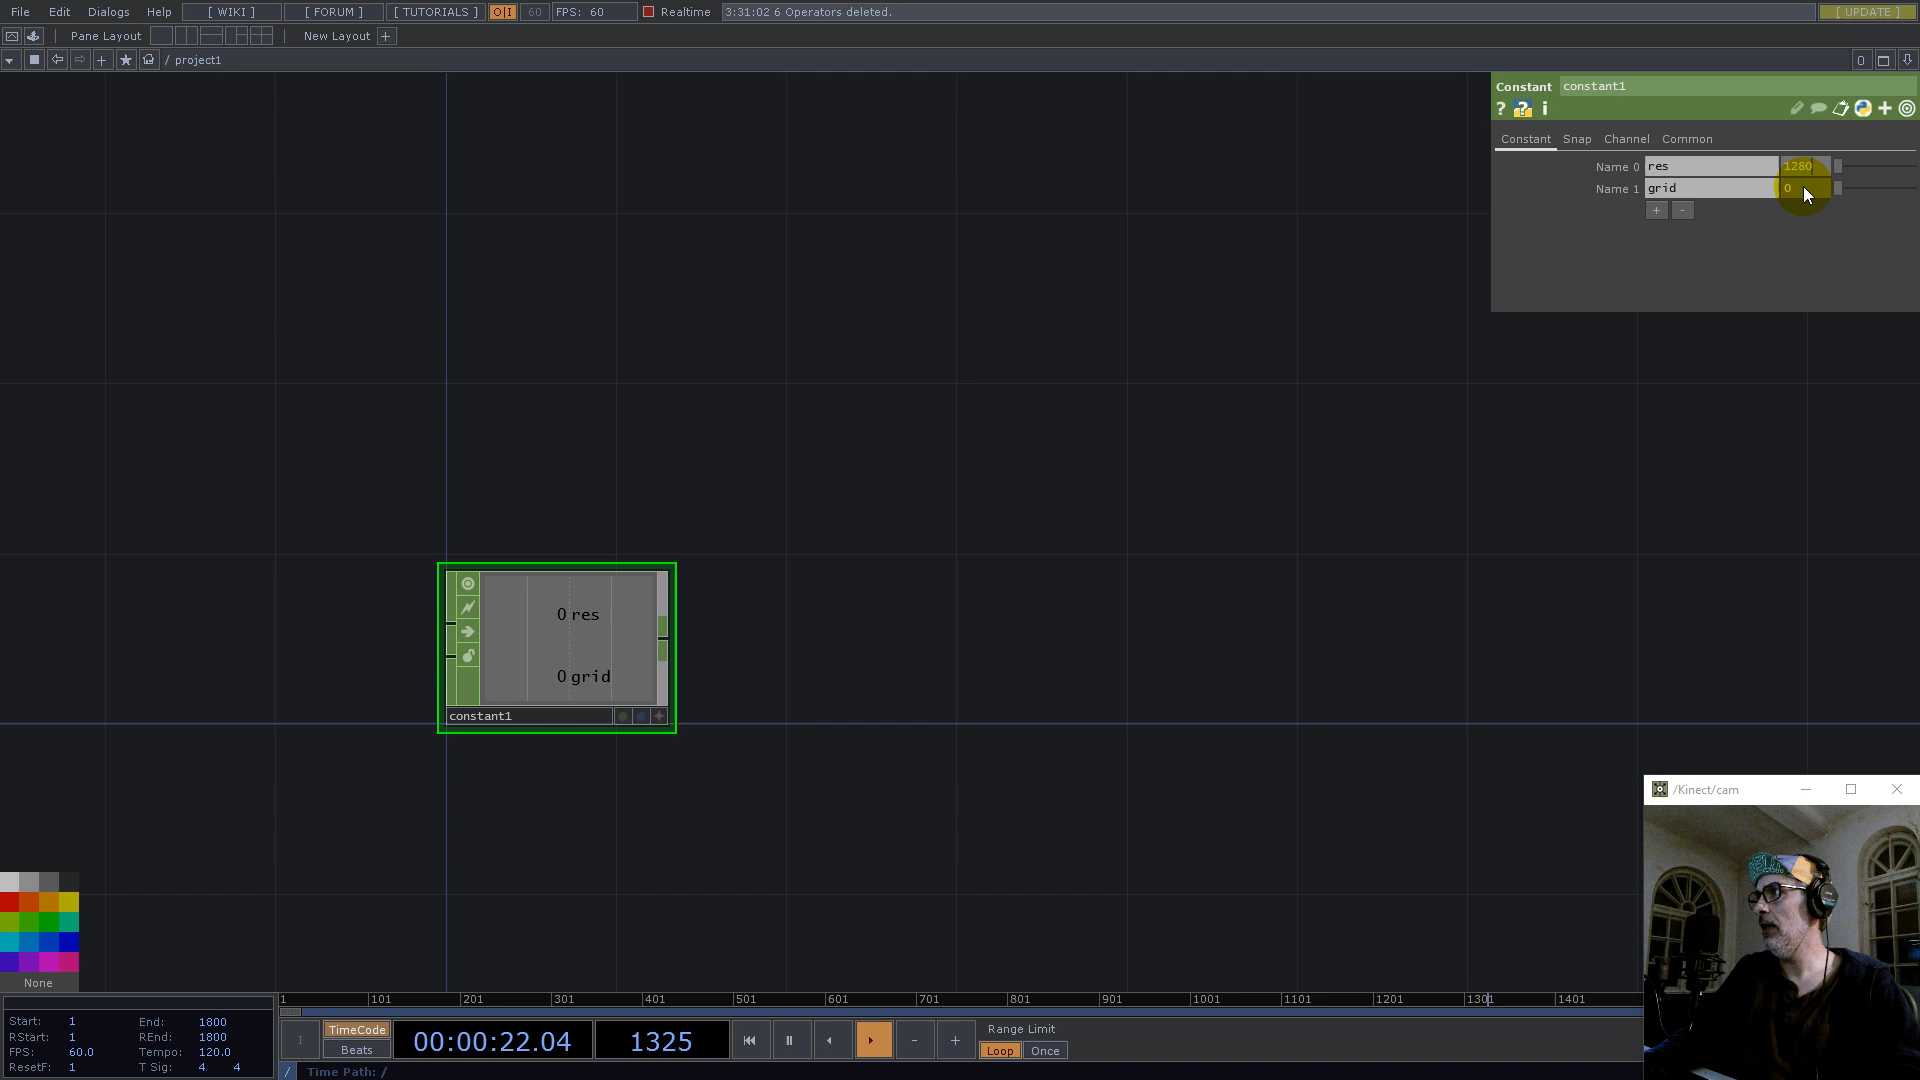 File Edit Dialogs Help [ WIKI ] [ FORUM ] [ TUTORIALS ] O|I 60 FPS: 60 Realtime 3:31:02 6 Operators deleted. [ UPDATE ]
Pane Layout New Layout +
/ project1 0
Constant constant1
? ? i
Constant Snap Channel Common
Name 0 res 1280
Name 1 grid 0
+ -
0 res
0 grid
constant1
/Kinect/cam
None
1 101 201 301 401 501 601 701 801 901 1001 1101 1201 1301 1401
Start: 1 End: 1800
RStart: 1 REnd: 1800
FPS: 60.0 Tempo: 120.0
ResetF: 1 T Sig: 4 4
TimeCode
Beats
00:00:22.04 1325
- +
Range Limit
Loop Once
/ Time Path: /